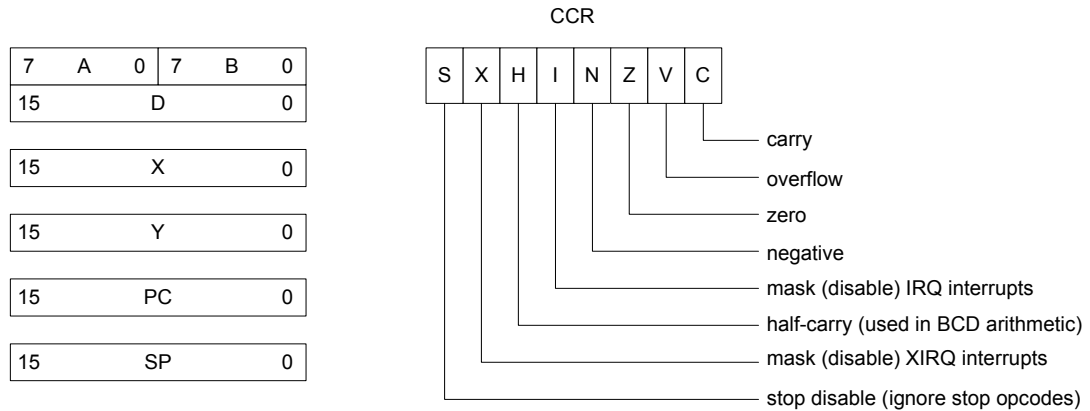 CCR
7 A 0 7 B 0
15 D 0
15 X 0
15 Y 0
15 PC 0
15 SP 0
S X H I N Z V C
carry
overflow
zero
negative
mask (disable) IRQ interrupts
half-carry (used in BCD arithmetic)
mask (disable) XIRQ interrupts
stop disable (ignore stop opcodes)